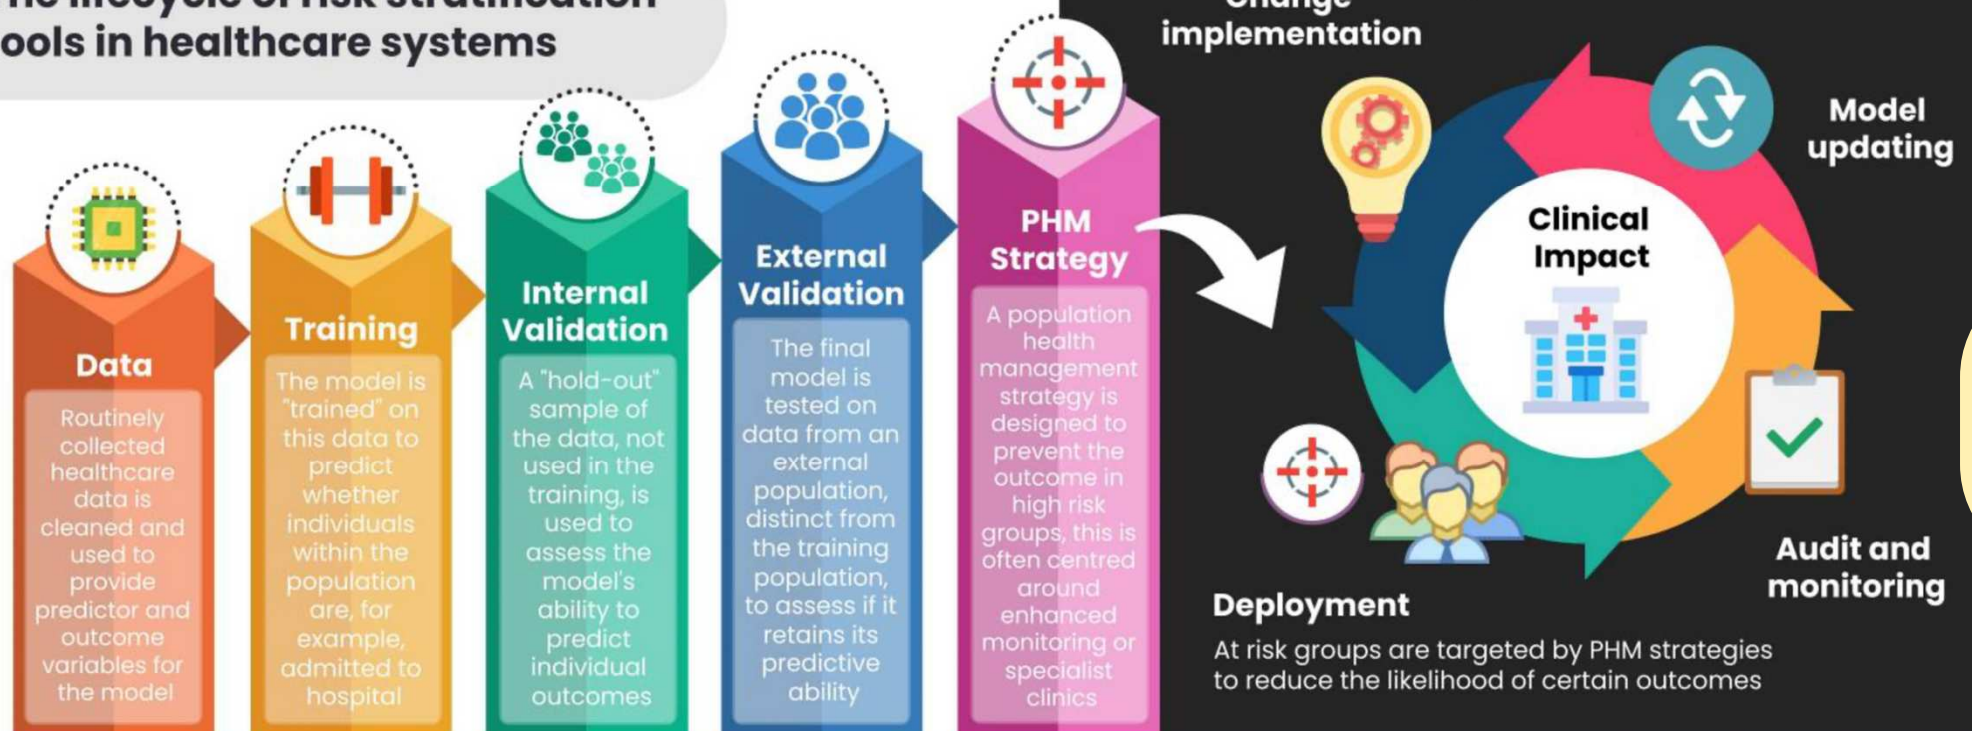 The lifecycle of risk stratification
ools in healthcare systems
Data
Routinely
collected
healthcare
data is
cleaned and
used to
provide
predictor and
outcome
variables for
the model
Training
The model is
"trained" on
this data to
predict
whether
individuals
within the
population
are, for
example,
admitted to
hospital
Internal
Validation
A "hold-out"
sample of
the data, not
used in the
training, is
used to
assess the
model's
ability to
predict
individual
outcomes
External
Validation
The final
model is
tested on
data from an
external
population,
distinct from
the training
population,
to assess if it
retains its
predictive
ability
PHM
Strategy
A population
health
management
strategy is
designed to
prevent the
outcome in
high risk
groups, this is
often centred
around
enhanced
monitoring or
specialist
clinics
Change
implementation
Model
updating
Clinical
Impact
Audit and
monitoring
Deployment
At risk groups are targeted by PHM strategies
to reduce the likelihood of certain outcomes